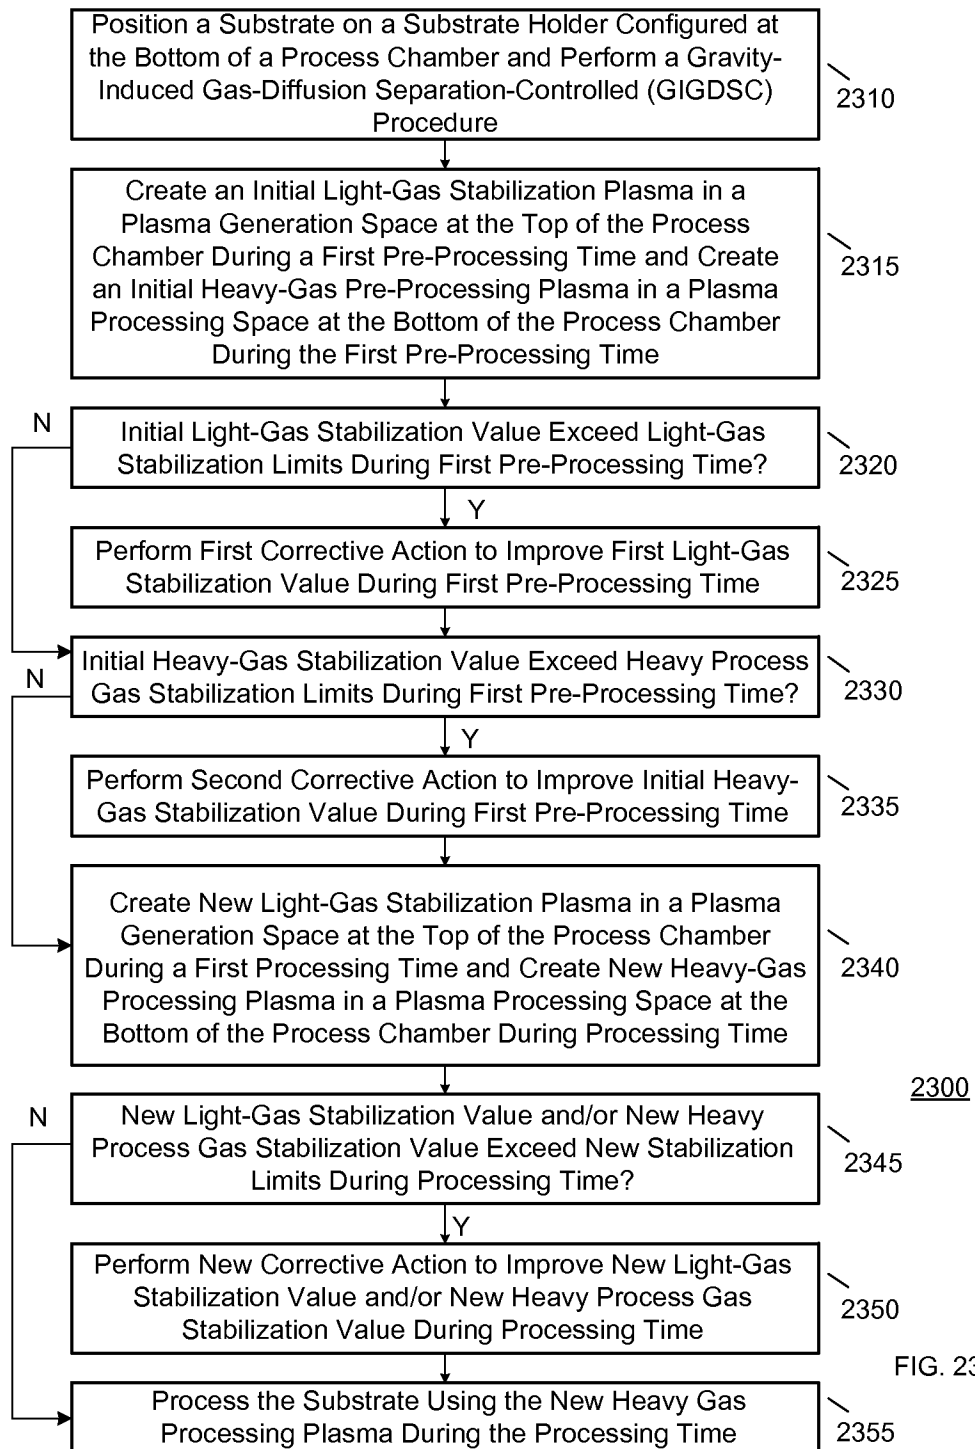 Position a Substrate on a Substrate Holder Configured
at the Bottom of a Process Chamber and Perform a Gravity-
Induced Gas-Diffusion Separation-Controlled (GIGDSC)
Procedure
2310
Create an Initial Light-Gas Stabilization Plasma in a
Plasma Generation Space at the Top of the Process
Chamber During a First Pre-Processing Time and Create
an Initial Heavy-Gas Pre-Processing Plasma in a Plasma
Processing Space at the Bottom of the Process Chamber
During the First Pre-Processing Time
2315
N
Initial Light-Gas Stabilization Value Exceed Light-Gas
Stabilization Limits During First Pre-Processing Time?
2320
Y
Perform First Corrective Action to Improve First Light-Gas
Stabilization Value During First Pre-Processing Time
2325
Initial Heavy-Gas Stabilization Value Exceed Heavy Process
Gas Stabilization Limits During First Pre-Processing Time?
2330
N
Y
Perform Second Corrective Action to Improve Initial Heavy-
Gas Stabilization Value During First Pre-Processing Time
2335
Create New Light-Gas Stabilization Plasma in a Plasma
Generation Space at the Top of the Process Chamber
During a First Processing Time and Create New Heavy-Gas
Processing Plasma in a Plasma Processing Space at the
Bottom of the Process Chamber During Processing Time
2340
2300
N
New Light-Gas Stabilization Value and/or New Heavy
Process Gas Stabilization Value Exceed New Stabilization
Limits During Processing Time?
2345
Y
Perform New Corrective Action to Improve New Light-Gas
Stabilization Value and/or New Heavy Process Gas
Stabilization Value During Processing Time
2350
FIG. 23
Process the Substrate Using the New Heavy Gas
Processing Plasma During the Processing Time
2355